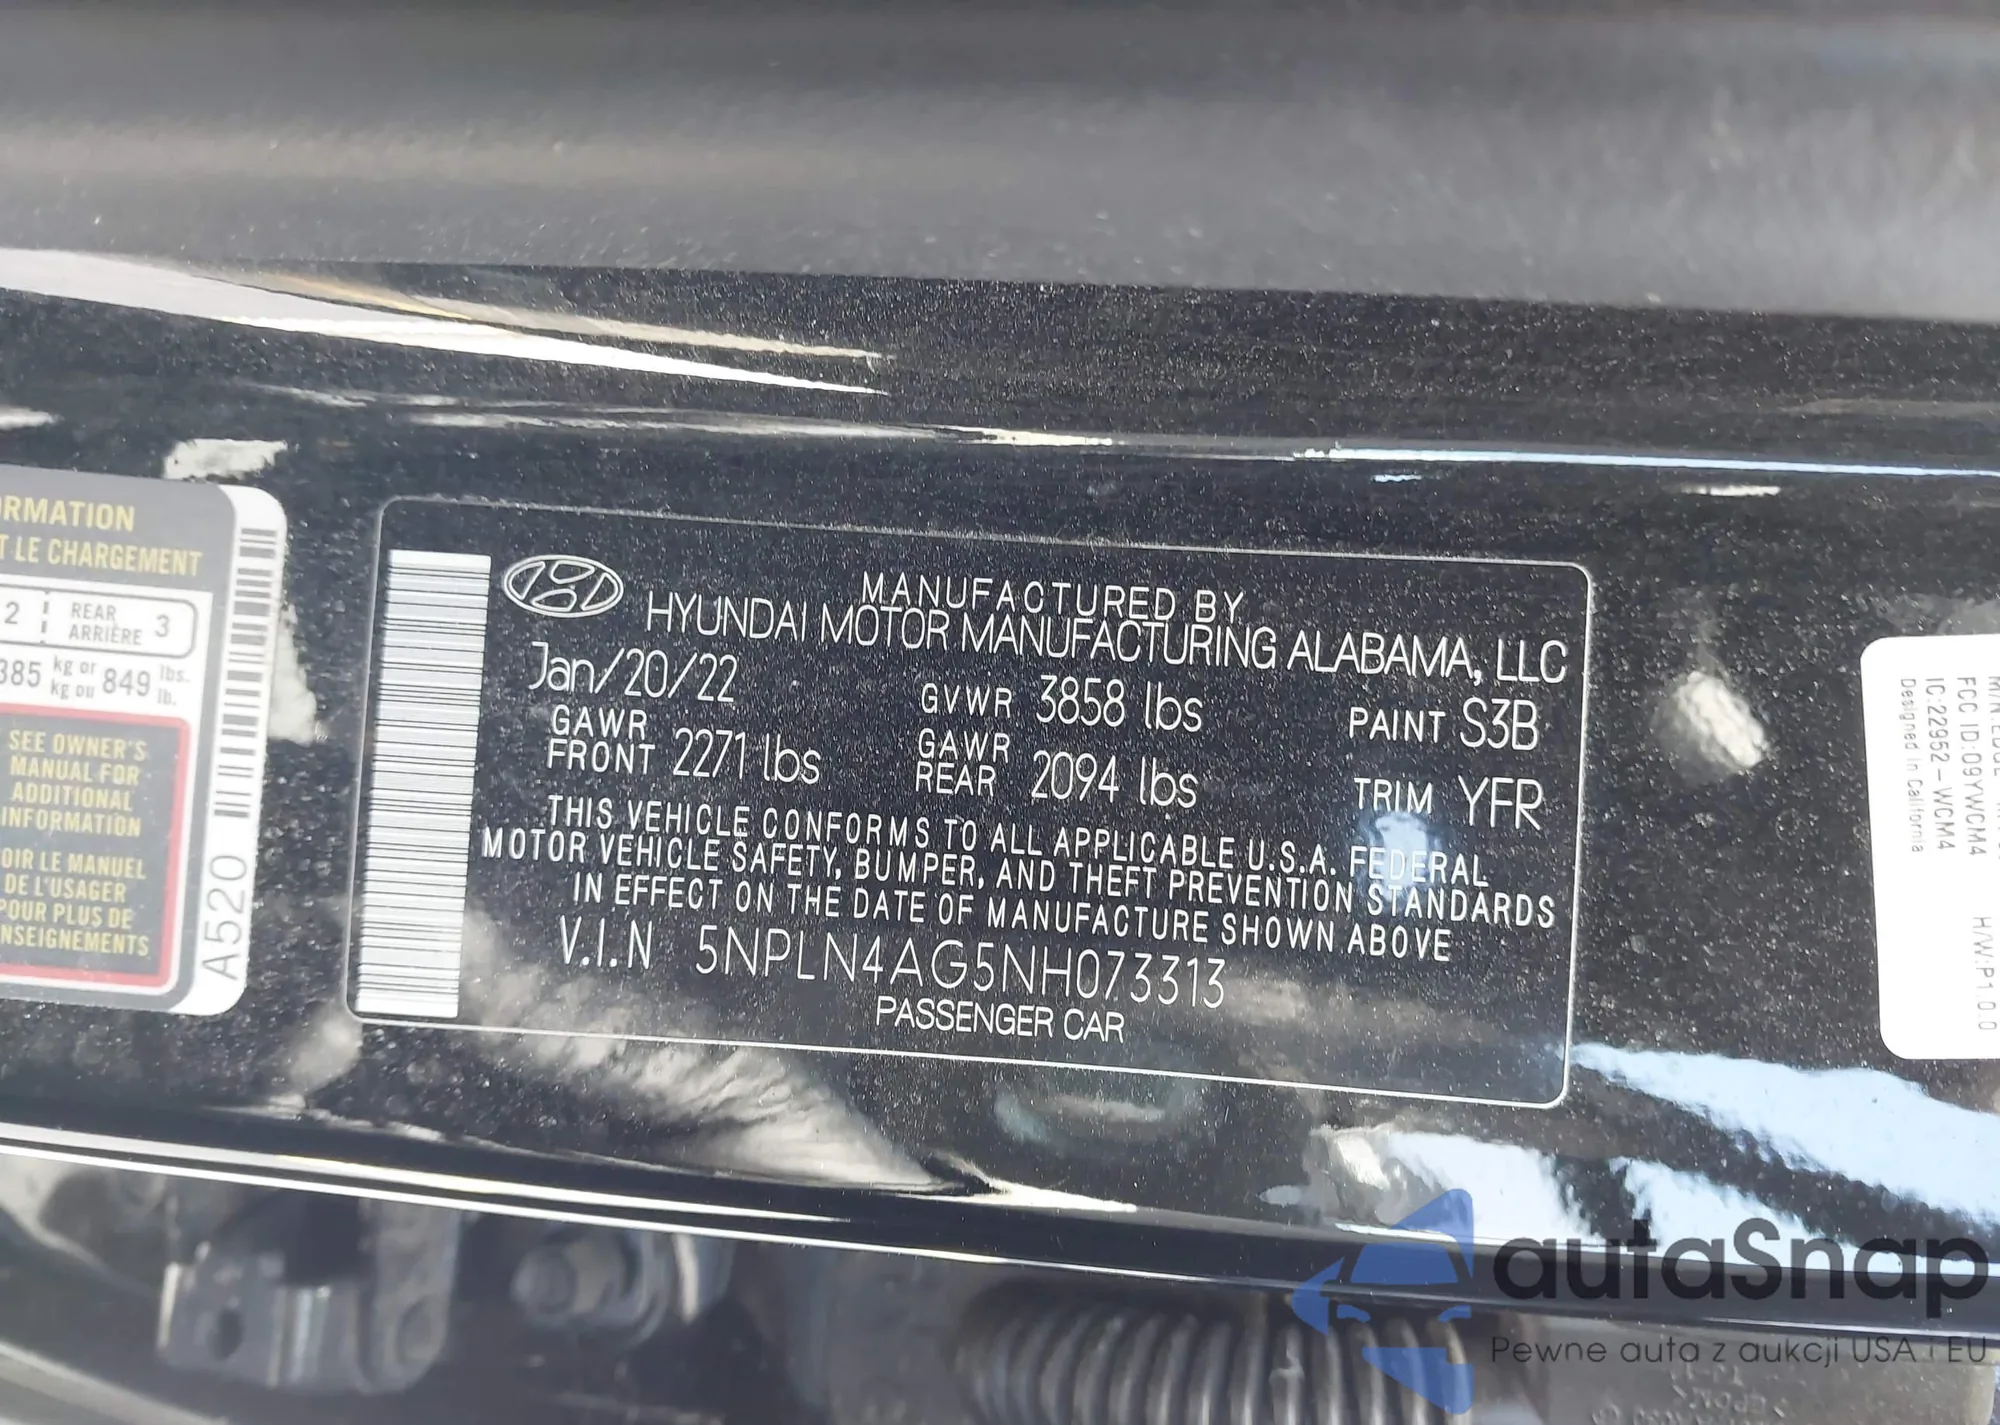 RMATION
T LE CHARGEMENT
2 REAR ARRIÈRE 3
385 kg or kg ou 849 lbs. lb.
SEE OWNER'S
MANUAL FOR
ADDITIONAL
INFORMATION
OIR LE MANUEL
DE L'USAGER
POUR PLUS DE
NSEIGNEMENTS
A520
MANUFACTURED BY
HYUNDAI MOTOR MANUFACTURING ALABAMA, LLC
Jan/20/22 GVWR 3858 lbs PAINT S3B
GAWR FRONT 2271 lbs GAWR REAR 2094 lbs TRIM YFR
THIS VEHICLE CONFORMS TO ALL APPLICABLE U.S.A. FEDERAL
MOTOR VEHICLE SAFETY, BUMPER, AND THEFT PREVENTION STANDARDS
IN EFFECT ON THE DATE OF MANUFACTURE SHOWN ABOVE
V.I.N 5NPLN4AG5NH073313
PASSENGER CAR
FCC ID:O9YWCM4 H/W:P1.0.0
IC:22952-WCM4
Designed in California
autaSnap
Pewne auta z aukcji USA i EU